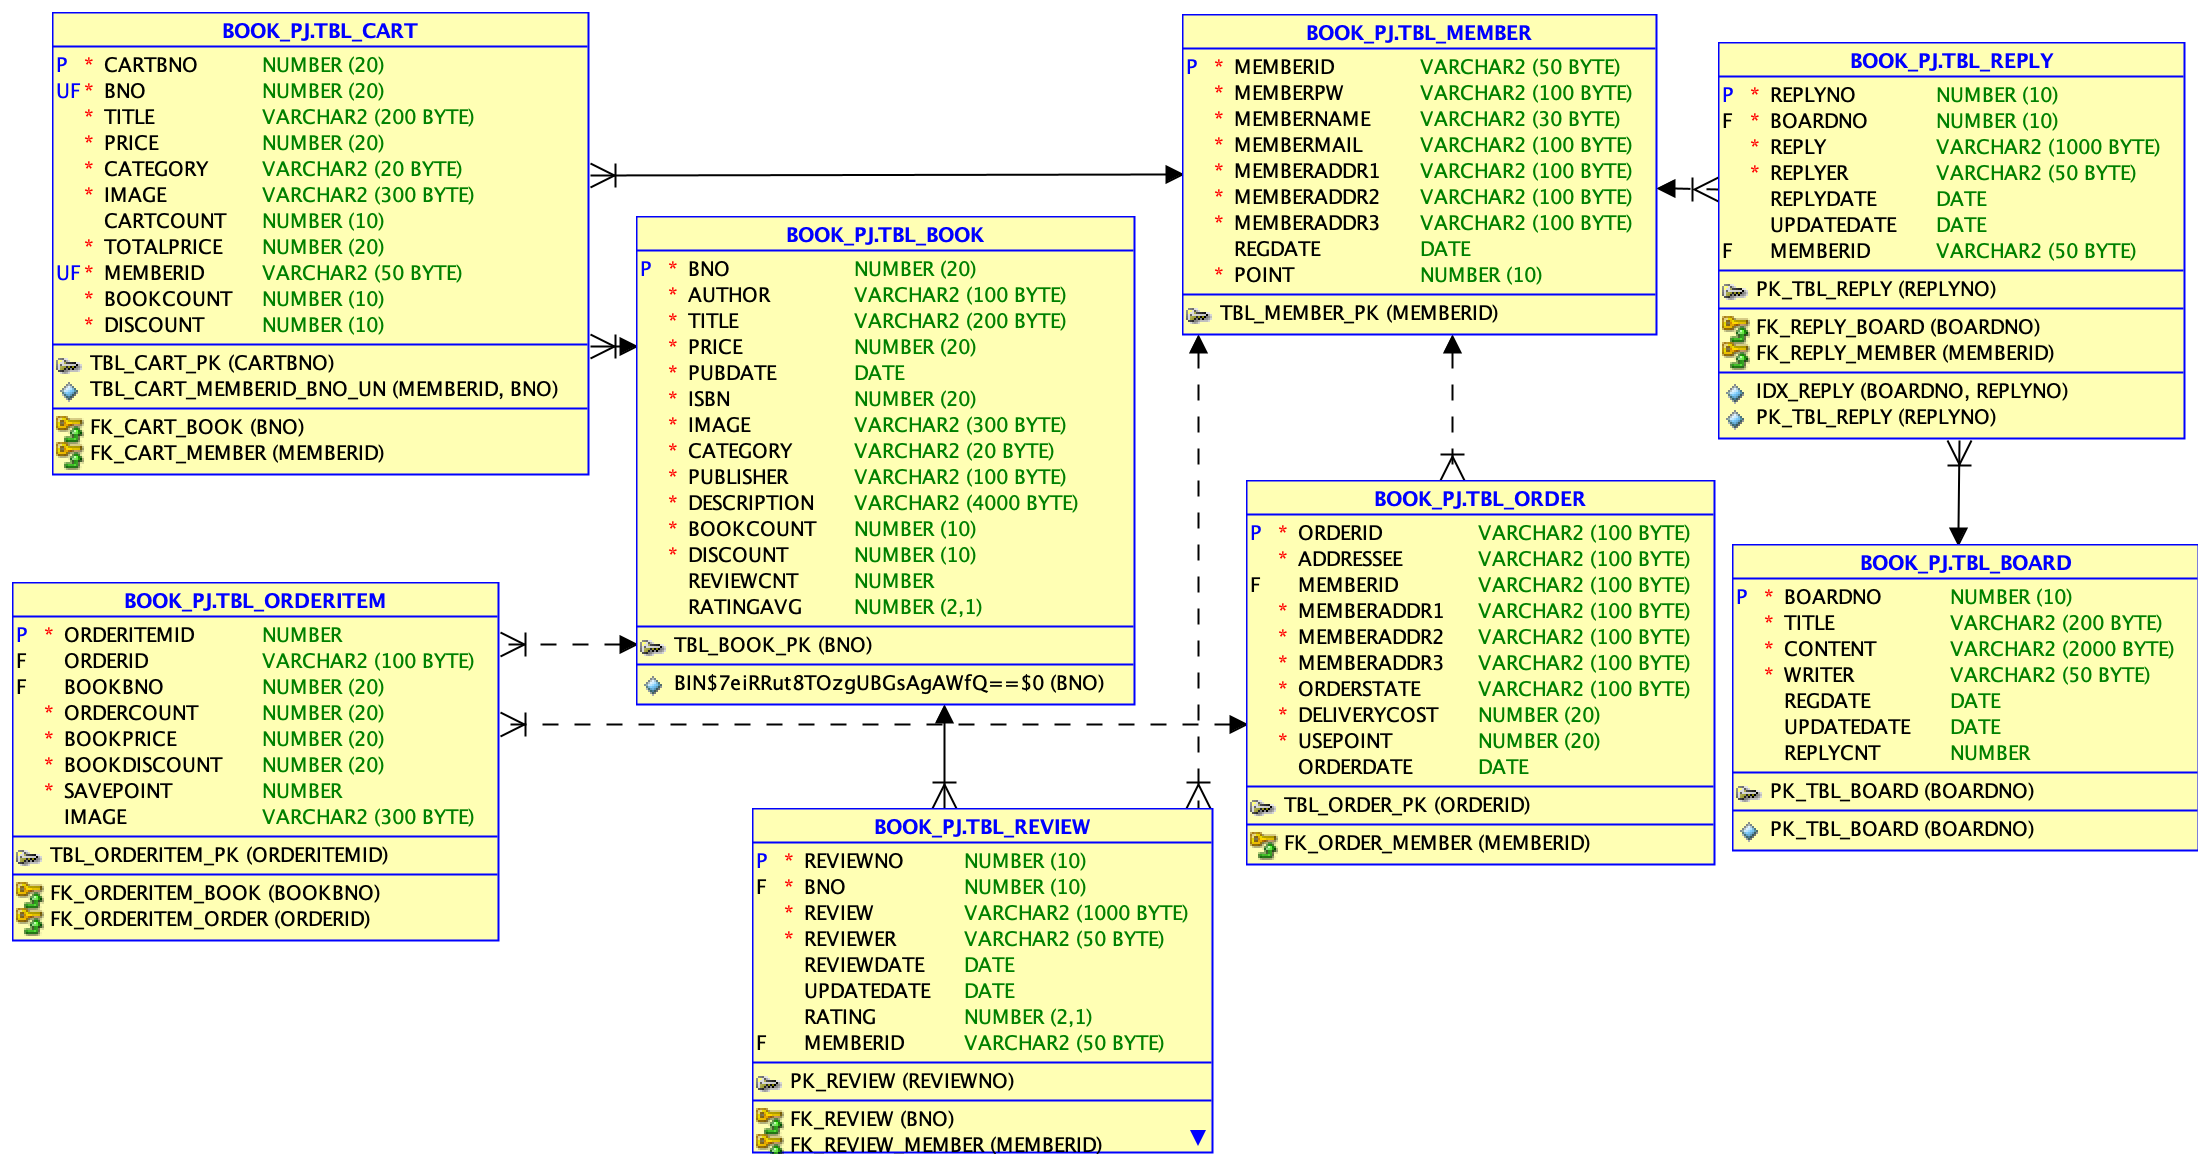 BOOK_PJ.TBL_CART
P * CARTBNO NUMBER (20)
UF * BNO NUMBER (20)
* TITLE VARCHAR2 (200 BYTE)
* PRICE NUMBER (20)
* CATEGORY VARCHAR2 (20 BYTE)
* IMAGE VARCHAR2 (300 BYTE)
CARTCOUNT NUMBER (10)
* TOTALPRICE NUMBER (20)
UF * MEMBERID VARCHAR2 (50 BYTE)
* BOOKCOUNT NUMBER (10)
* DISCOUNT NUMBER (10)
TBL_CART_PK (CARTBNO)
TBL_CART_MEMBERID_BNO_UN (MEMBERID, BNO)
FK_CART_BOOK (BNO)
FK_CART_MEMBER (MEMBERID)
BOOK_PJ.TBL_MEMBER
P * MEMBERID VARCHAR2 (50 BYTE)
* MEMBERPW VARCHAR2 (100 BYTE)
* MEMBERNAME VARCHAR2 (30 BYTE)
* MEMBERMAIL VARCHAR2 (100 BYTE)
* MEMBERADDR1 VARCHAR2 (100 BYTE)
* MEMBERADDR2 VARCHAR2 (100 BYTE)
* MEMBERADDR3 VARCHAR2 (100 BYTE)
REGDATE DATE
* POINT NUMBER (10)
TBL_MEMBER_PK (MEMBERID)
BOOK_PJ.TBL_REPLY
P * REPLYNO NUMBER (10)
F * BOARDNO NUMBER (10)
* REPLY VARCHAR2 (1000 BYTE)
* REPLYER VARCHAR2 (50 BYTE)
REPLYDATE DATE
UPDATEDATE DATE
F MEMBERID VARCHAR2 (50 BYTE)
PK_TBL_REPLY (REPLYNO)
FK_REPLY_BOARD (BOARDNO)
FK_REPLY_MEMBER (MEMBERID)
IDX_REPLY (BOARDNO, REPLYNO)
PK_TBL_REPLY (REPLYNO)
BOOK_PJ.TBL_BOOK
P * BNO NUMBER (20)
* AUTHOR VARCHAR2 (100 BYTE)
* TITLE VARCHAR2 (200 BYTE)
* PRICE NUMBER (20)
* PUBDATE DATE
* ISBN NUMBER (20)
* IMAGE VARCHAR2 (300 BYTE)
* CATEGORY VARCHAR2 (20 BYTE)
* PUBLISHER VARCHAR2 (100 BYTE)
* DESCRIPTION VARCHAR2 (4000 BYTE)
* BOOKCOUNT NUMBER (10)
* DISCOUNT NUMBER (10)
REVIEWCNT NUMBER
RATINGAVG NUMBER (2,1)
TBL_BOOK_PK (BNO)
BIN$7eiRRut8TOzgUBGsAgAWfQ==$0 (BNO)
BOOK_PJ.TBL_ORDER
P * ORDERID VARCHAR2 (100 BYTE)
* ADDRESSEE VARCHAR2 (100 BYTE)
F MEMBERID VARCHAR2 (100 BYTE)
* MEMBERADDR1 VARCHAR2 (100 BYTE)
* MEMBERADDR2 VARCHAR2 (100 BYTE)
* MEMBERADDR3 VARCHAR2 (100 BYTE)
* ORDERSTATE VARCHAR2 (100 BYTE)
* DELIVERYCOST NUMBER (20)
* USEPOINT NUMBER (20)
ORDERDATE DATE
TBL_ORDER_PK (ORDERID)
FK_ORDER_MEMBER (MEMBERID)
BOOK_PJ.TBL_BOARD
P * BOARDNO NUMBER (10)
* TITLE VARCHAR2 (200 BYTE)
* CONTENT VARCHAR2 (2000 BYTE)
* WRITER VARCHAR2 (50 BYTE)
REGDATE DATE
UPDATEDATE DATE
REPLYCNT NUMBER
PK_TBL_BOARD (BOARDNO)
PK_TBL_BOARD (BOARDNO)
BOOK_PJ.TBL_ORDERITEM
P * ORDERITEMID NUMBER
F ORDERID VARCHAR2 (100 BYTE)
F BOOKBNO NUMBER (20)
* ORDERCOUNT NUMBER (20)
* BOOKPRICE NUMBER (20)
* BOOKDISCOUNT NUMBER (20)
* SAVEPOINT NUMBER
IMAGE VARCHAR2 (300 BYTE)
TBL_ORDERITEM_PK (ORDERITEMID)
FK_ORDERITEM_BOOK (BOOKBNO)
FK_ORDERITEM_ORDER (ORDERID)
BOOK_PJ.TBL_REVIEW
P * REVIEWNO NUMBER (10)
F * BNO NUMBER (10)
* REVIEW VARCHAR2 (1000 BYTE)
* REVIEWER VARCHAR2 (50 BYTE)
REVIEWDATE DATE
UPDATEDATE DATE
RATING NUMBER (2,1)
F MEMBERID VARCHAR2 (50 BYTE)
PK_REVIEW (REVIEWNO)
FK_REVIEW (BNO)
FK_REVIEW_MEMBER (MEMBERID)